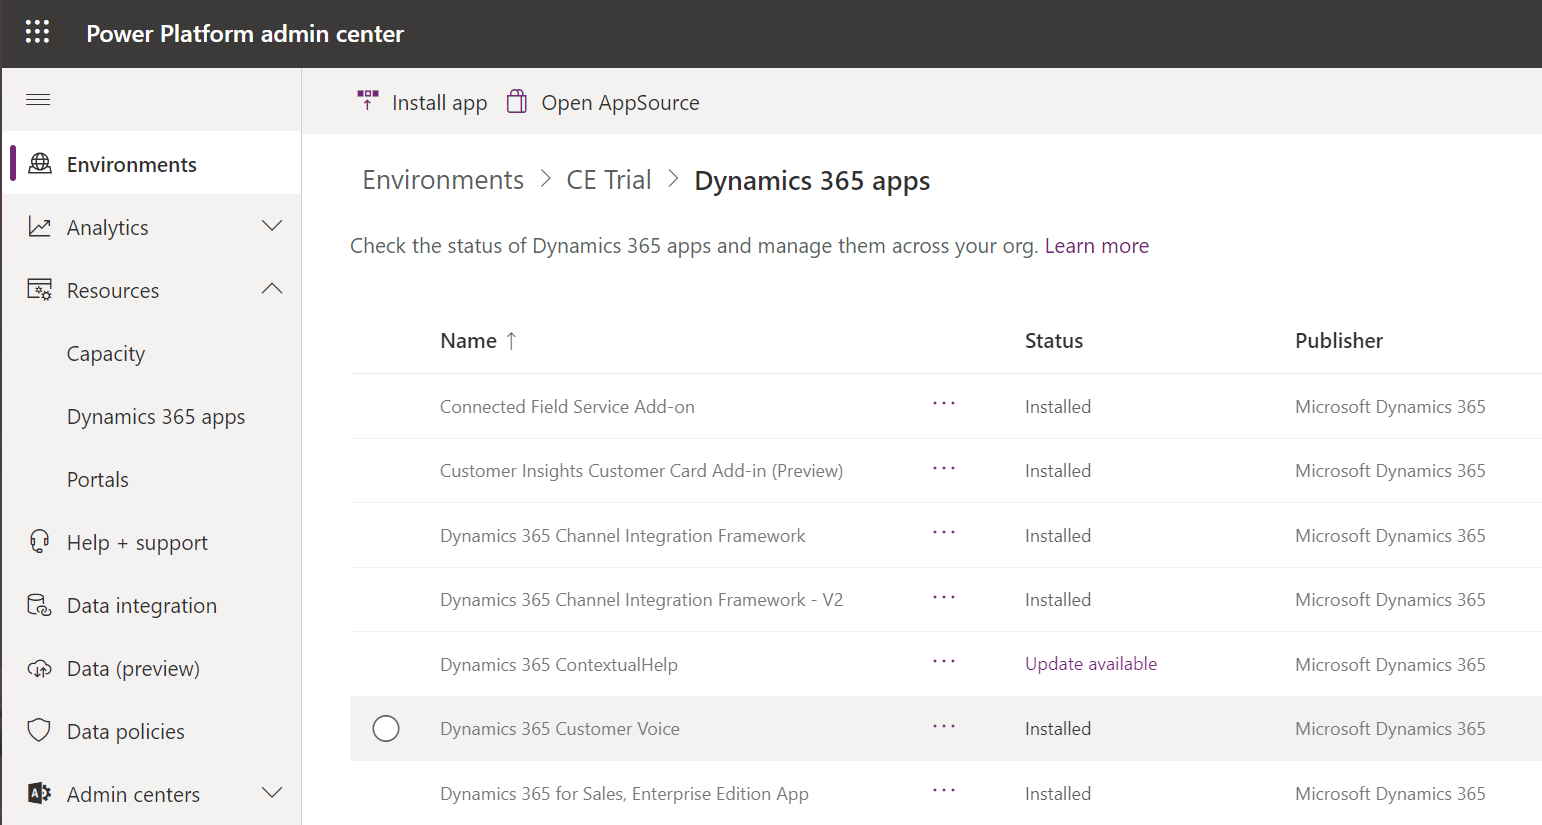 Power Platform admin center
Install app
Open AppSource
Environments
Analytics
Resources
Capacity
Dynamics 365 apps
Portals
Help + support
Data integration
Data (preview)
Data policies
Admin centers
Environments > CE Trial > Dynamics 365 apps
Check the status of Dynamics 365 apps and manage them across your org. Learn more
Name ↑ Status Publisher
Connected Field Service Add-on ... Installed Microsoft Dynamics 365
Customer Insights Customer Card Add-in (Preview) ... Installed Microsoft Dynamics 365
Dynamics 365 Channel Integration Framework ... Installed Microsoft Dynamics 365
Dynamics 365 Channel Integration Framework - V2 ... Installed Microsoft Dynamics 365
Dynamics 365 ContextualHelp ... Update available Microsoft Dynamics 365
Dynamics 365 Customer Voice ... Installed Microsoft Dynamics 365
Dynamics 365 for Sales, Enterprise Edition App ... Installed Microsoft Dynamics 365